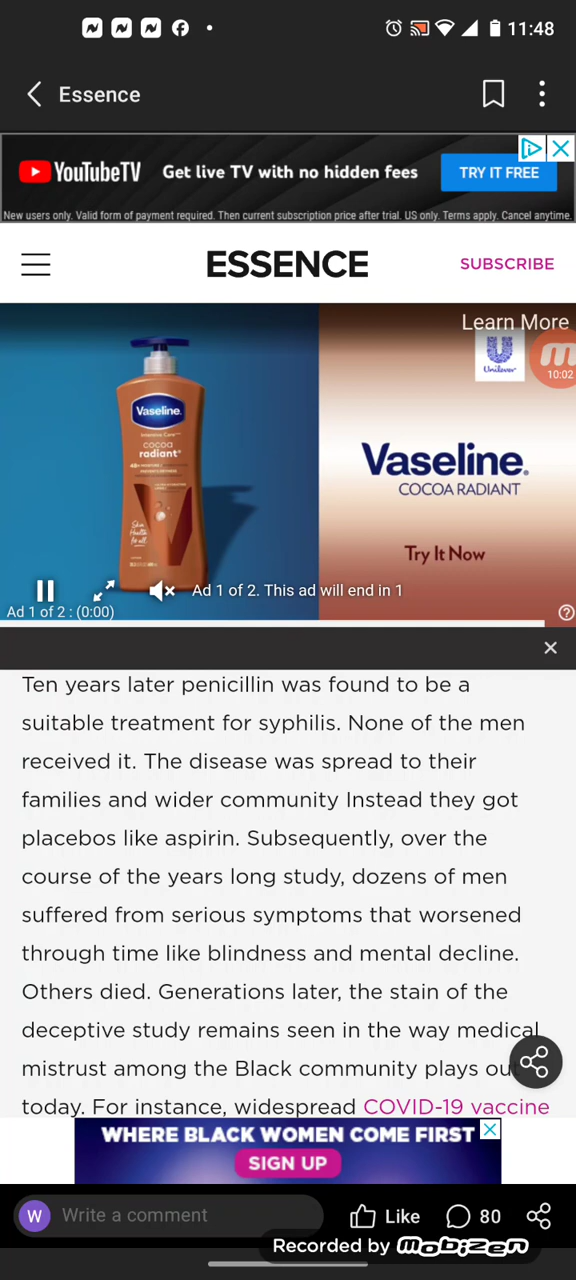 11:48
Essence
YouTubeTV Get live TV with no hidden fees TRY IT FREE
New users only. Valid form of payment required. Then current subscription price after trial. US only. Terms apply. Cancel anytime.
ESSENCE SUBSCRIBE
Learn More
Unilever
10:02
Vaseline.
Intensive Care
cocoa
radiant
Skin
Health
for all
Vaseline.
COCOA RADIANT
Try It Now
Ad 1 of 2. This ad will end in 1
Ad 1 of 2 : (0:00)
Ten years later penicillin was found to be a
suitable treatment for syphilis. None of the men
received it. The disease was spread to their
families and wider community Instead they got
placebos like aspirin. Subsequently, over the
course of the years long study, dozens of men
suffered from serious symptoms that worsened
through time like blindness and mental decline.
Others died. Generations later, the stain of the
deceptive study remains seen in the way medical
mistrust among the Black community plays ou
today. For instance, widespread COVID-19 vaccine
WHERE BLACK WOMEN COME FIRST
SIGN UP
W Write a comment Like 80
Recorded by mobizen